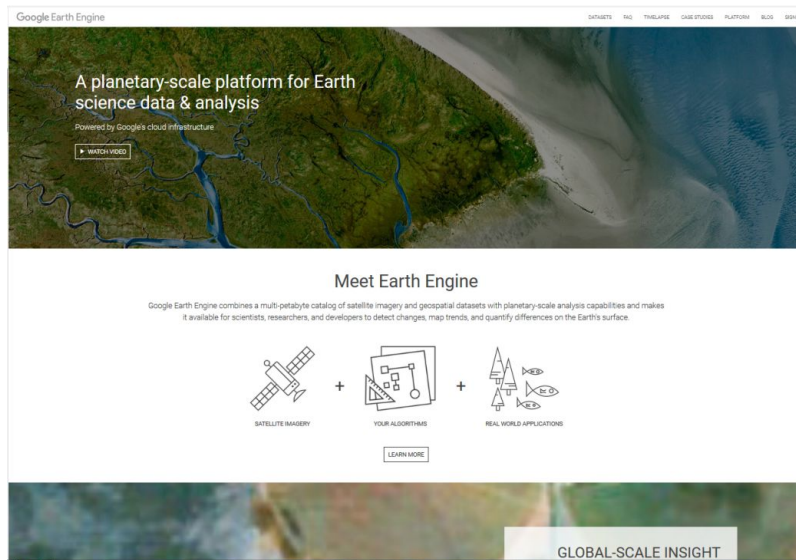 Google Earth Engine
DATASETS FAQ TIMELAPSE CASE STUDIES PLATFORM BLOG
A planetary-scale platform for Earth
science data & analysis
Powered by Google's cloud infrastructure
WATCH VIDEO
Meet Earth Engine
Google Earth Engine combines a multi-petabyte catalog of satellite imagery and geospatial datasets with planetary-scale analysis capabilities and makes
it available for scientists, researchers, and developers to detect changes, map trends, and quantify differences on the Earth's surface.
+ +
SATELLITE IMAGERY YOUR ALGORITHMS REAL WORLD APPLICATIONS
LEARN MORE
GLOBAL-SCALE INSIGHT